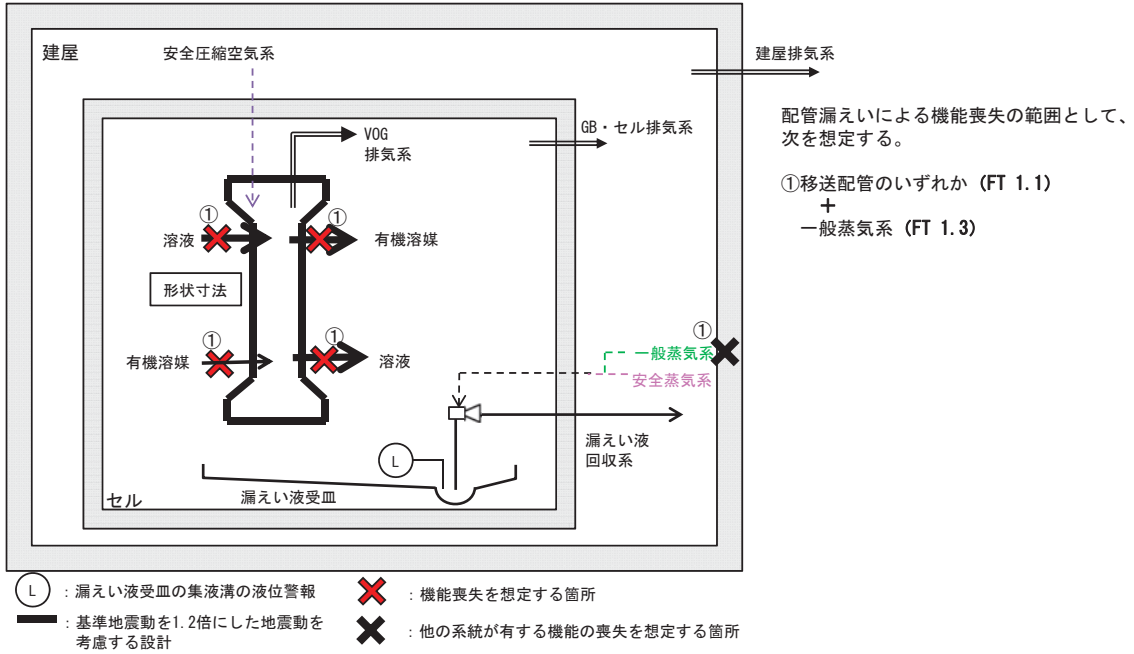 建屋
安全圧縮空気系
建屋排気系
VOG
排気系
GB・セル排気系
配管漏えいによる機能喪失の範囲として、
次を想定する。
①移送配管のいずれか (FT 1.1)
+
一般蒸気系 (FT 1.3)
①
①
溶液
有機溶媒
形状寸法
①
①
有機溶媒
溶液
①
一般蒸気系
安全蒸気系
漏えい液
回収系
L
漏えい液受皿
セル
L
:漏えい液受皿の集液溝の液位警報
:機能喪失を想定する箇所
:基準地震動を1.2倍にした地震動を
考慮する設計
:他の系統が有する機能の喪失を想定する箇所